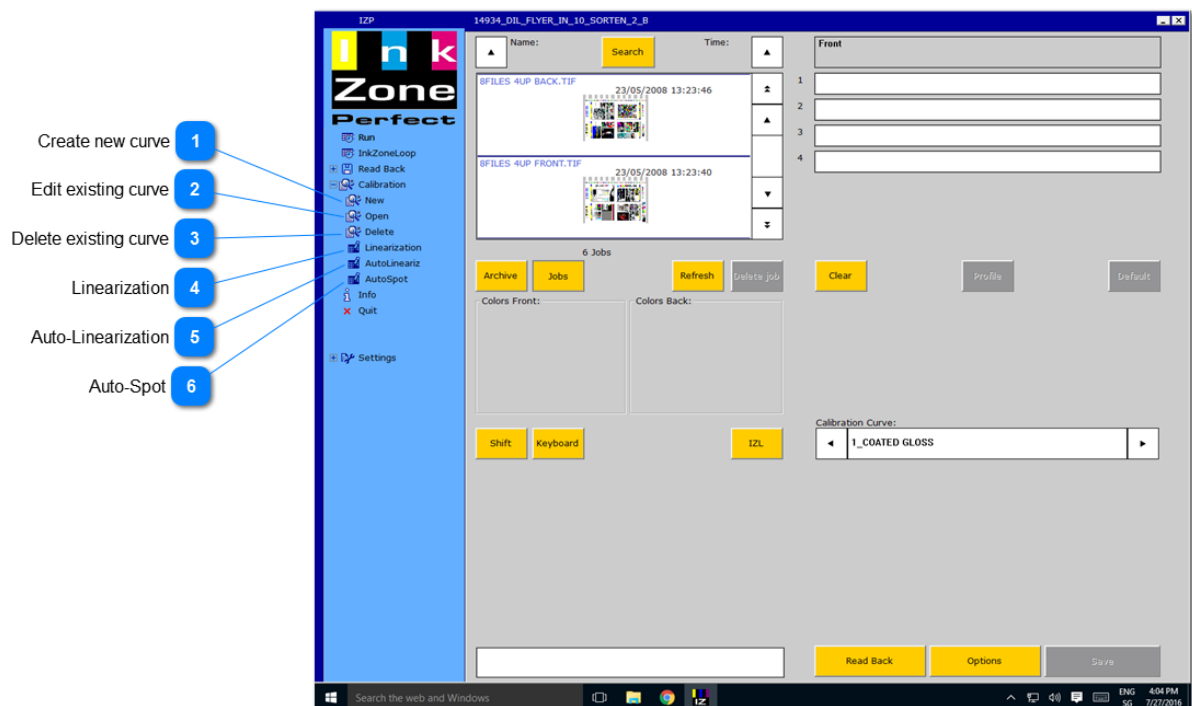 Create new curve 1
Edit existing curve 2
Delete existing curve 3
Linearization 4
Auto-Linearization 5
Auto-Spot 6
IZP 14934_DIL_FLYER_IN_10_SORTEN_2_B
Ink
Zone
Perfect
Run
InkZoneLoop
Read Back
Calibration
New
Open
Delete
Linearization
AutoLineariz
AutoSpot
Info
Quit
Settings
Name: Search Time:
8FILES 4UP BACK.TIF
23/05/2008 13:23:46
8FILES 4UP FRONT.TIF
23/05/2008 13:23:40
6 Jobs
Archive Jobs Refresh Delete job
Colors Front: Colors Back:
Shift Keyboard IZL
Front
1
2
3
4
Clear Profile Default
Calibration Curve:
1_COATED GLOSS
Read Back Options Save
Search the web and Windows
IZ
ENG 4:04 PM
SG 7/27/2016